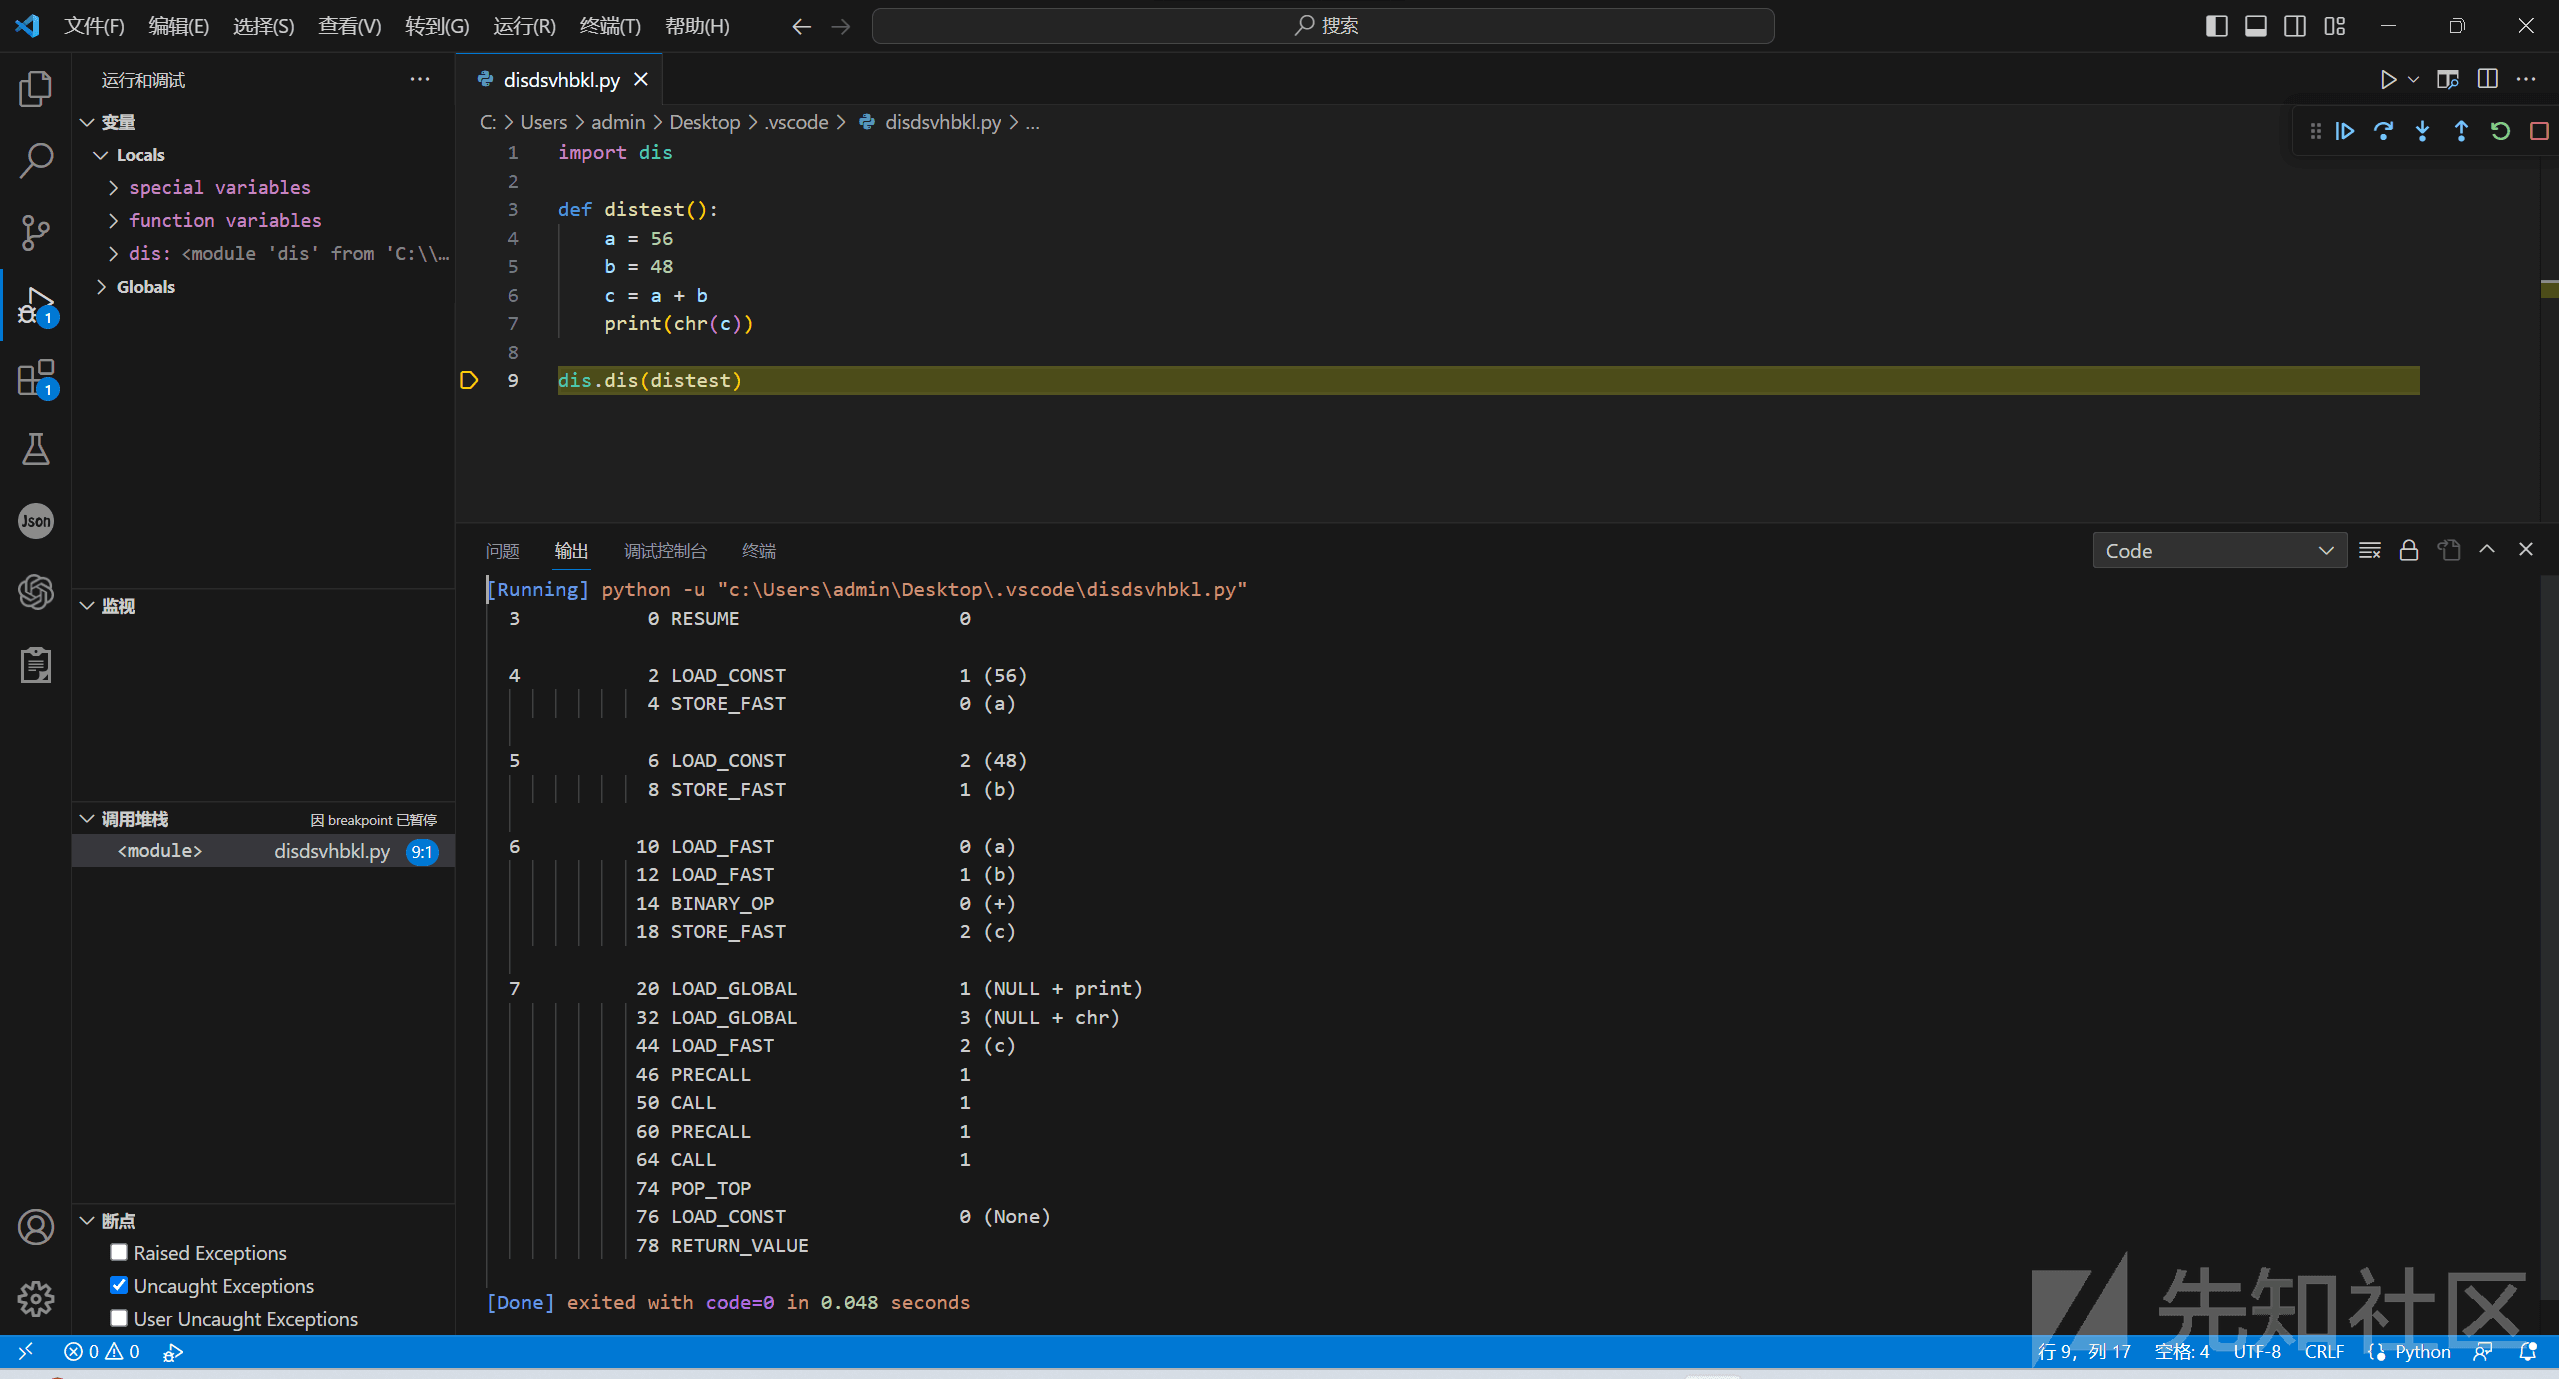 文件(F) 编辑(E) 选择(S) 查看(V) 转到(G) 运行(R) 终端(T) 帮助(H) 搜索
运行和调试
变量
Locals
special variables
function variables
dis: <module 'dis' from 'C:\\...
Globals
监视
调用堆栈 因 breakpoint 已暂停
<module> disdsvhbkl.py 9:1
断点
Raised Exceptions
Uncaught Exceptions
User Uncaught Exceptions
1
1
Json
disdsvhbkl.py
C: > Users > admin > Desktop > .vscode > disdsvhbkl.py > ...
1 import dis
2
3 def distest():
4 a = 56
5 b = 48
6 c = a + b
7 print(chr(c))
8
9 dis.dis(distest)
问题 输出 调试控制台 终端 Code
[Running] python -u "c:\Users\admin\Desktop\.vscode\disdsvhbkl.py"
3 0 RESUME 0
4 2 LOAD_CONST 1 (56)
4 STORE_FAST 0 (a)
5 6 LOAD_CONST 2 (48)
8 STORE_FAST 1 (b)
6 10 LOAD_FAST 0 (a)
12 LOAD_FAST 1 (b)
14 BINARY_OP 0 (+)
18 STORE_FAST 2 (c)
7 20 LOAD_GLOBAL 1 (NULL + print)
32 LOAD_GLOBAL 3 (NULL + chr)
44 LOAD_FAST 2 (c)
46 PRECALL 1
50 CALL 1
60 PRECALL 1
64 CALL 1
74 POP_TOP
76 LOAD_CONST 0 (None)
78 RETURN_VALUE
[Done] exited with code=0 in 0.048 seconds
先知社区
0 0 行 9，列 17 空格: 4 UTF-8 CRLF Python